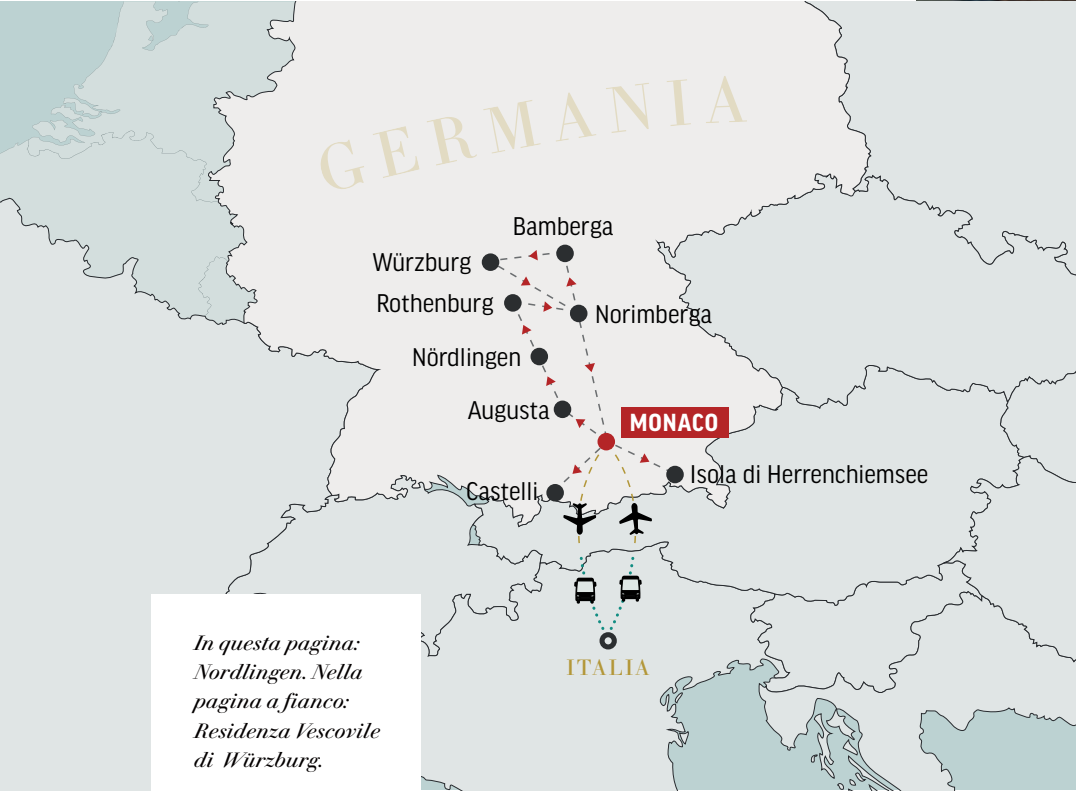 GERMANIA
Bamberga
Würzburg
Rothenburg
Norimberga
Nördlingen
Augusta
MONACO
Isola di Herrenchiemsee
Castelli
ITALIA
In questa pagina:
Nordlingen. Nella
pagina a fianco:
Residenza Vescovile
di Würzburg.